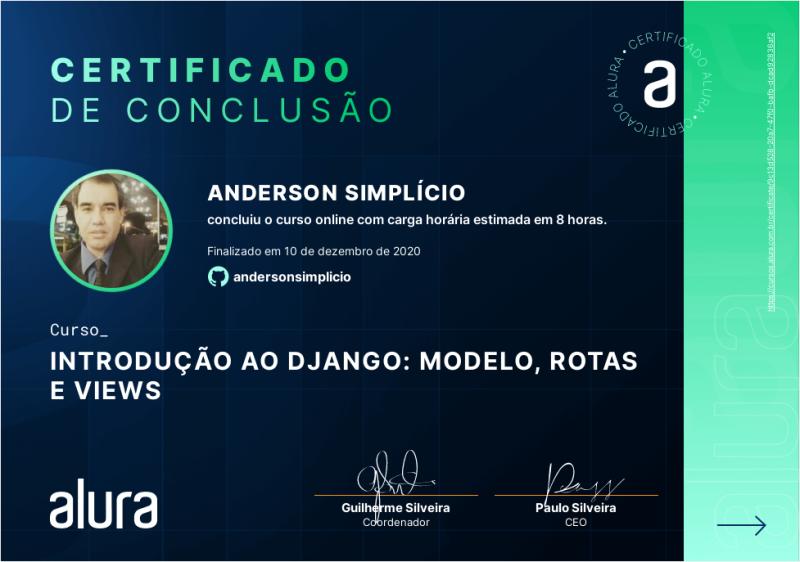 CERTIFICADO
DE CONCLUSÃO
CERTIFICADO ALURA • CERTIFICADO ALURA •
a
ANDERSON SIMPLÍCIO
concluiu o curso online com carga horária estimada em 8 horas.
Finalizado em 10 de dezembro de 2020
andersonsimplicio
Curso_
INTRODUÇÃO AO DJANGO: MODELO, ROTAS
E VIEWS
alura
Guilherme Silveira
Coordenador
Paulo Silveira
CEO
alura